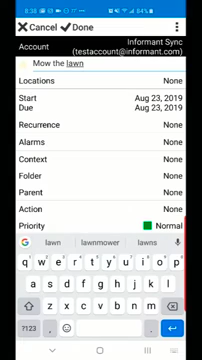 8:38 84%
Cancel Done
Account Informant Sync
(testaccount@informant.com)
Mow the lawn
Locations None
Start Aug 23, 2019
Due Aug 23, 2019
Recurrence None
Alarms None
Context None
Folder None
Parent None
Action None
Priority Normal
G lawn lawnmower lawns
q w e r t y u i o p
a s d f g h j k l
z x c v b n m
?123 , .